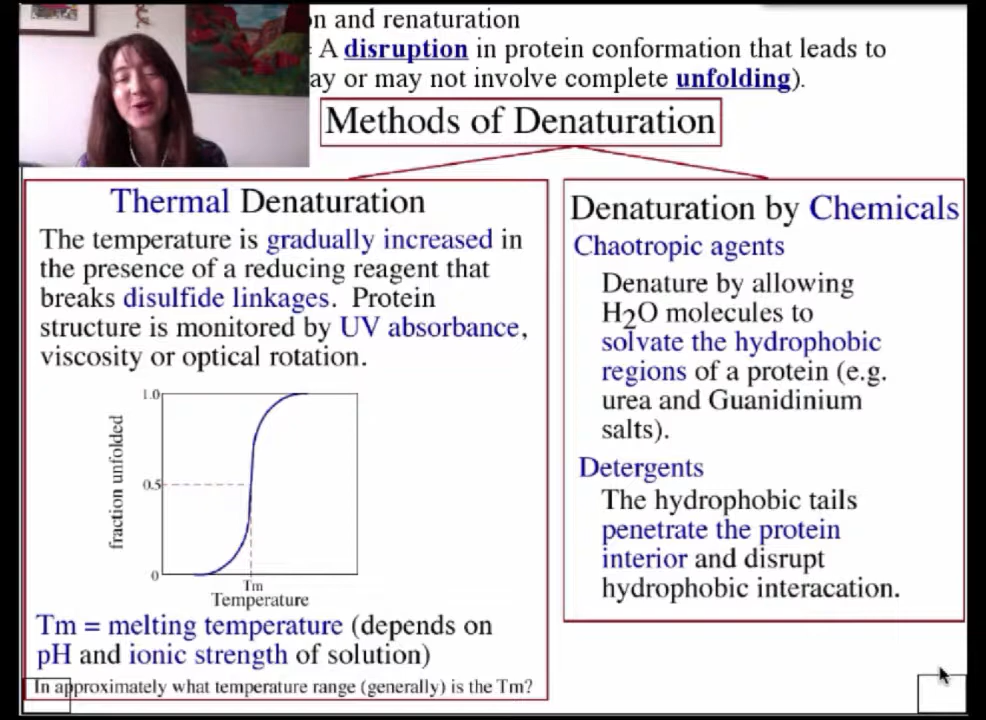 on and renaturation
= A disruption in protein conformation that leads to
ay or may not involve complete unfolding).
Methods of Denaturation
Thermal Denaturation
The temperature is gradually increased in
the presence of a reducing reagent that
breaks disulfide linkages. Protein
structure is monitored by UV absorbance,
viscosity or optical rotation.
1.0
fraction unfolded
0.5
0
Tm
Temperature
Tm = melting temperature (depends on
pH and ionic strength of solution)
In approximately what temperature range (generally) is the Tm?
Denaturation by Chemicals
Chaotropic agents
Denature by allowing
H2O molecules to
solvate the hydrophobic
regions of a protein (e.g.
urea and Guanidinium
salts).
Detergents
The hydrophobic tails
penetrate the protein
interior and disrupt
hydrophobic interacation.